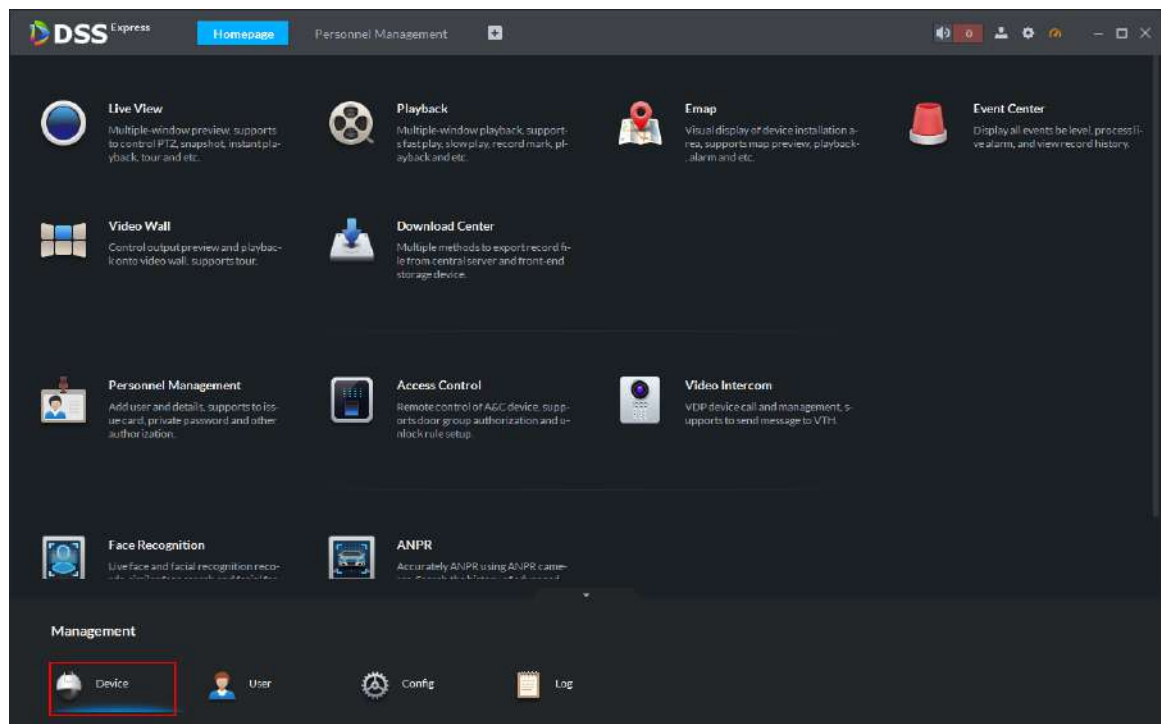 DSS Express
Homepage
Personnel Management
0
Live View
Multiple-window preview, supports
to control PTZ, snapshot, instant pla-
yback, tour and etc.
Playback
Multiple-window playback, support-
s fast play, slow play, record mark, pl-
ayback and etc.
Emap
Visual display of device installation a-
rea, supports map preview, playback-
, alarm and etc.
Event Center
Display all events be level, process li-
ve alarm, and view record history.
Video Wall
Control output preview and playbac-
k onto video wall, supports tour.
Download Center
Multiple methods to export record fi-
le from central server and front-end
storage device.
Personnel Management
Add user and details, supports to iss-
ue card, private password and other
authorization.
Access Control
Remote control of A&C device, supp-
orts door group authorization and u-
nlock rule setup.
Video Intercom
VDP device call and management, s-
upports to send message to VTH.
Face Recognition
Live face and facial recognition reco-
ANPR
Accurately ANPR using ANPR came-
Management
Device
User
Config
Log